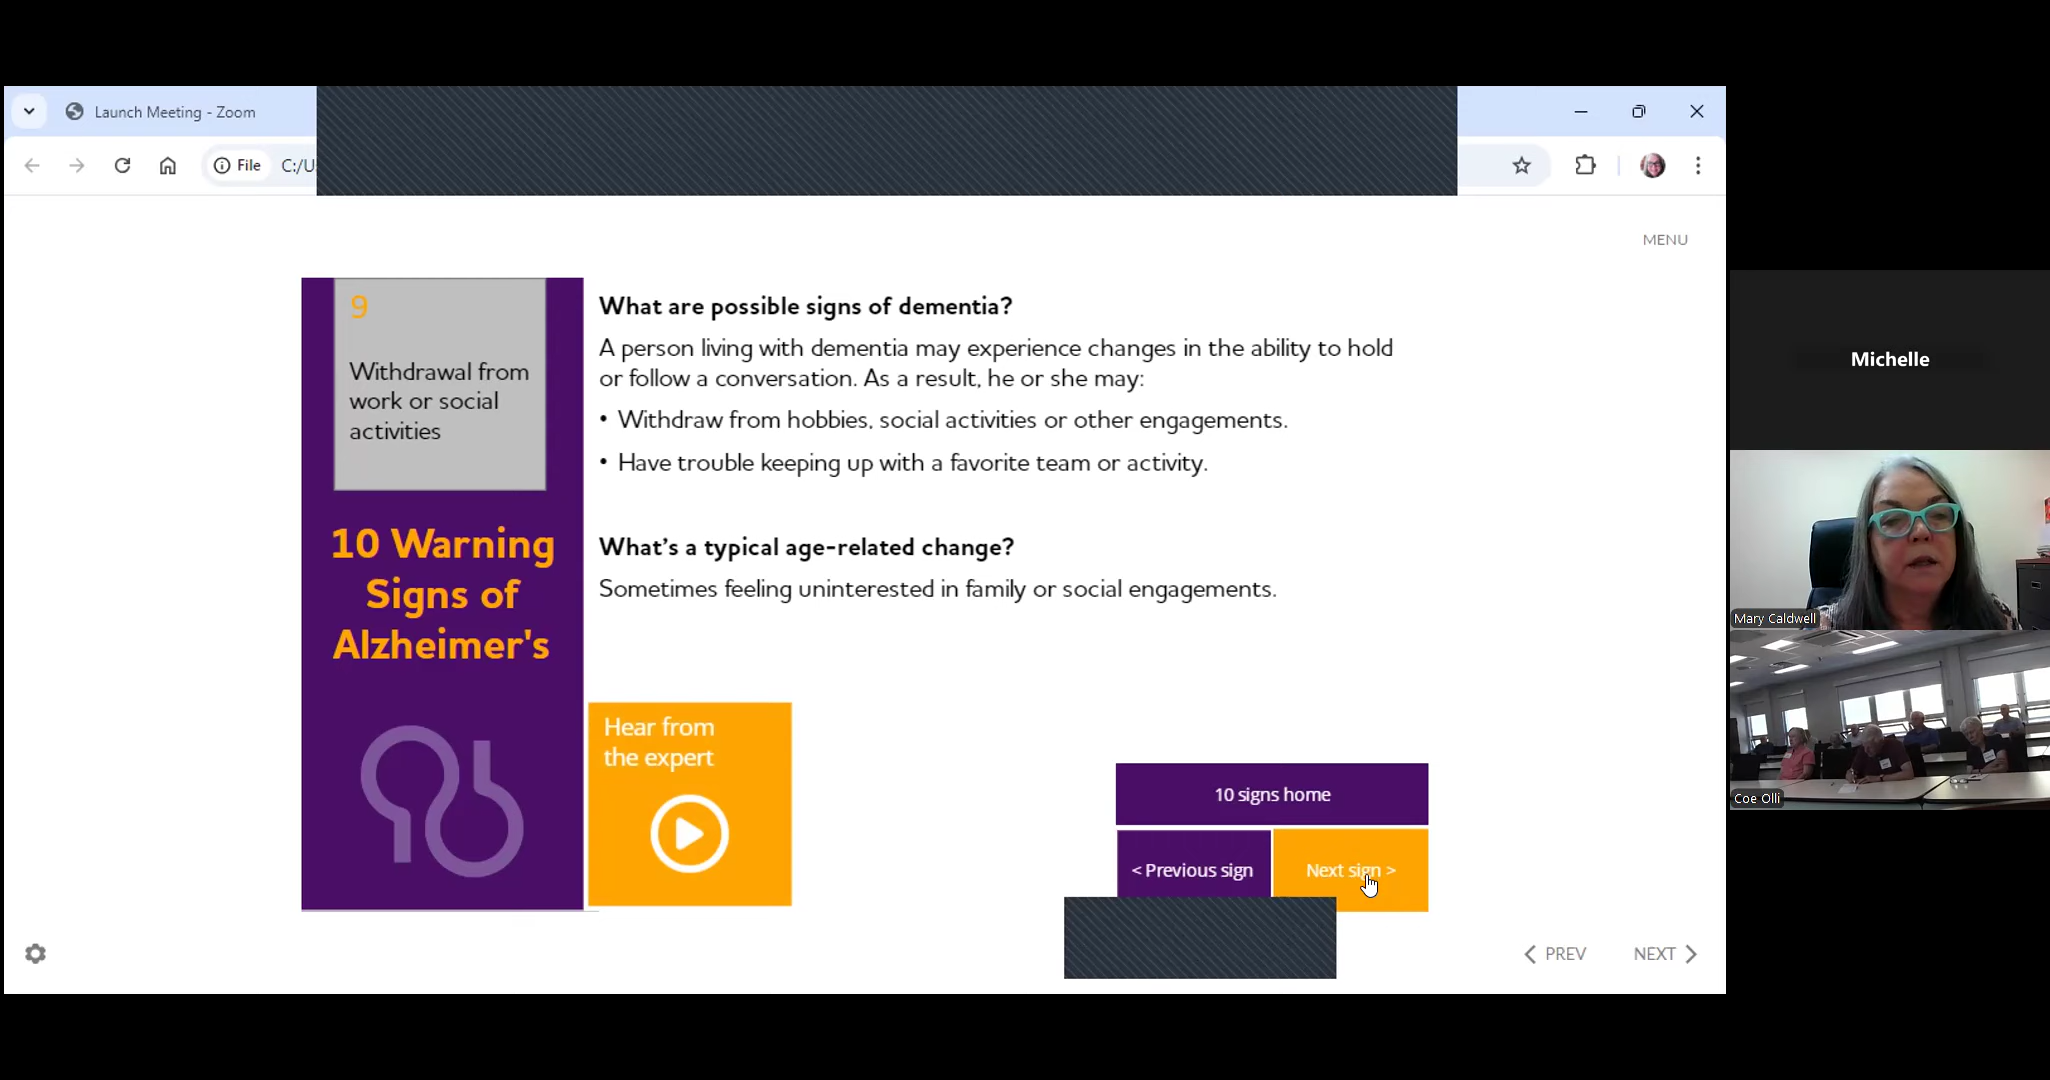 Launch Meeting - Zoom
File
C:/U
MENU
9
Withdrawal from
work or social
activities
10 Warning
Signs of
Alzheimer's
What are possible signs of dementia?
A person living with dementia may experience changes in the ability to hold
or follow a conversation. As a result, he or she may:
• Withdraw from hobbies, social activities or other engagements.
• Have trouble keeping up with a favorite team or activity.
What's a typical age-related change?
Sometimes feeling uninterested in family or social engagements.
Hear from
the expert
10 signs home
< Previous sign
Next sign >
PREV
NEXT
Michelle
Mary Caldwell
Coe Olli